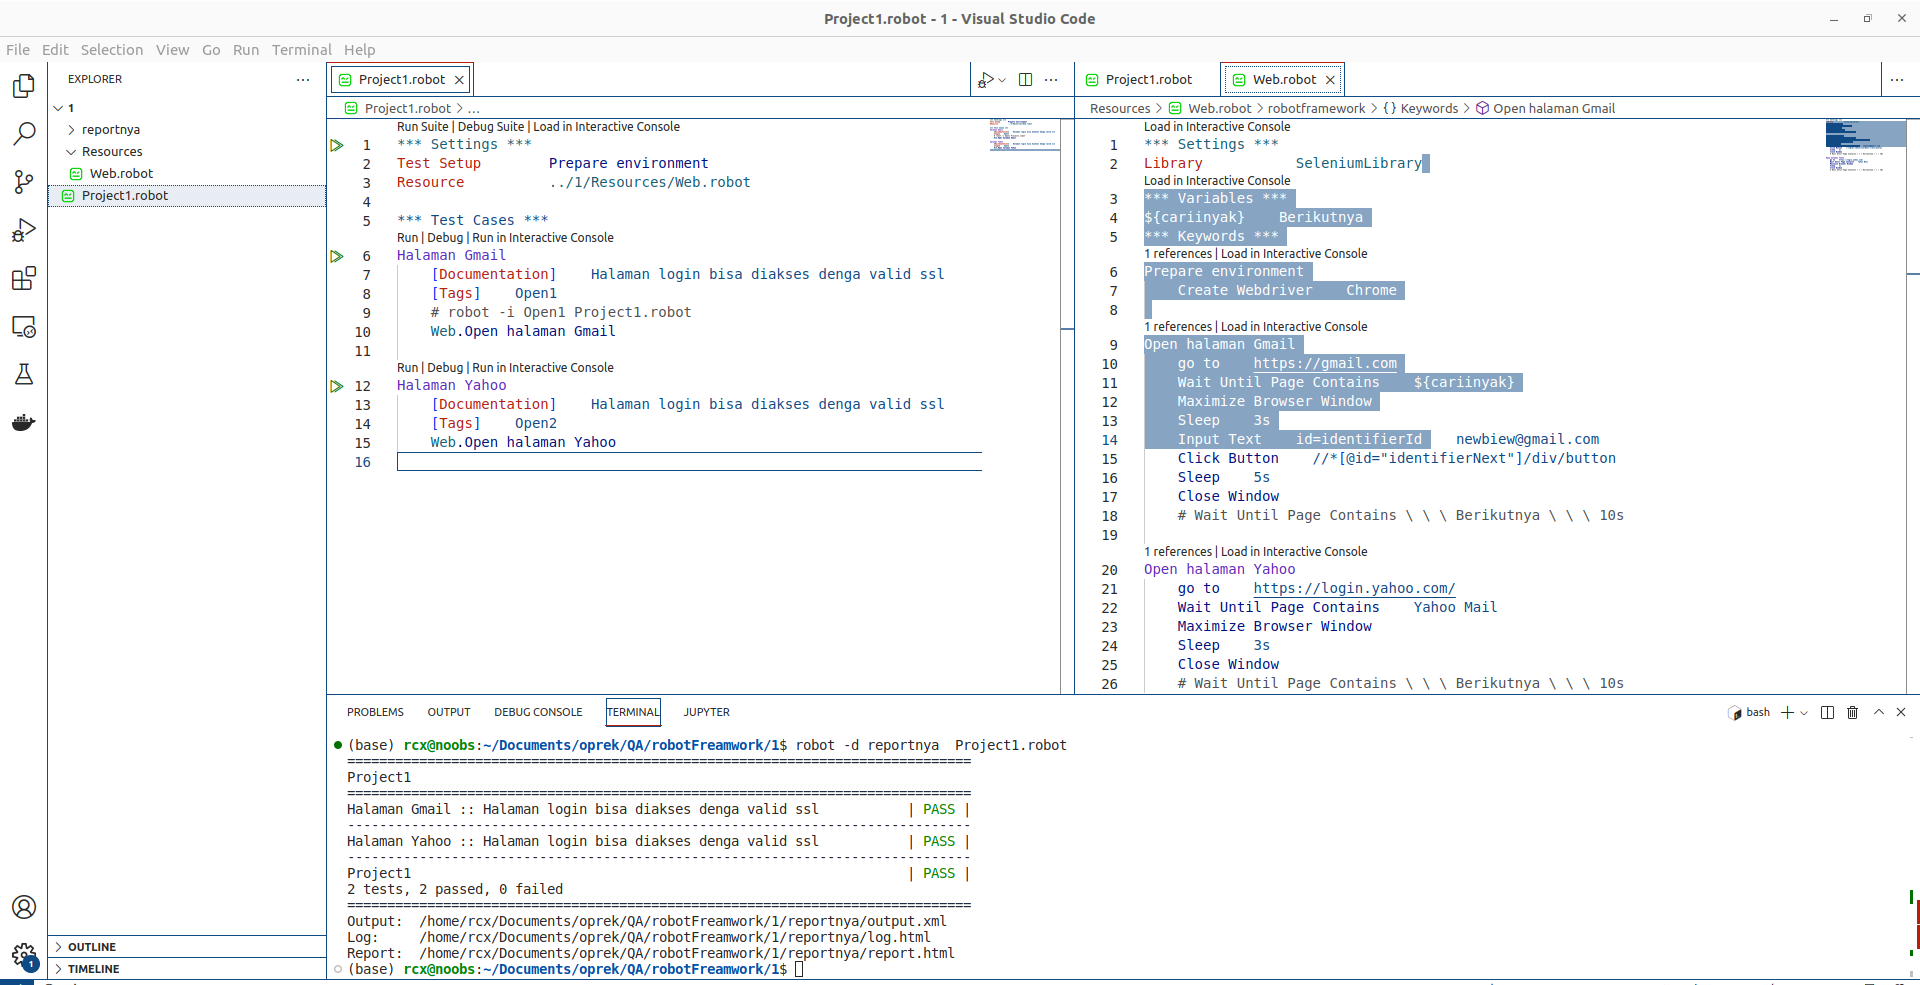 Project1.robot - 1 - Visual Studio Code
File Edit Selection View Go Run Terminal Help
EXPLORER
1
reportnya
Resources
Web.robot
Project1.robot
OUTLINE
TIMELINE
1
Project1.robot
Project1.robot > ...
Run Suite | Debug Suite | Load in Interactive Console
1 *** Settings ***
2 Test Setup        Prepare environment
3 Resource          ../1/Resources/Web.robot
4
5 *** Test Cases ***
Run | Debug | Run in Interactive Console
6 Halaman Gmail
7     [Documentation]    Halaman login bisa diakses denga valid ssl
8     [Tags]    Open1
9     # robot -i Open1 Project1.robot
10     Web.Open halaman Gmail
11
Run | Debug | Run in Interactive Console
12 Halaman Yahoo
13     [Documentation]    Halaman login bisa diakses denga valid ssl
14     [Tags]    Open2
15     Web.Open halaman Yahoo
16
Project1.robot Web.robot
Resources > Web.robot > robotframework > {} Keywords > Open halaman Gmail
Load in Interactive Console
1 *** Settings ***
2 Library           SeleniumLibrary
Load in Interactive Console
3 *** Variables ***
4 ${cariinyak}    Berikutnya
5 *** Keywords ***
1 references | Load in Interactive Console
6 Prepare environment
7     Create Webdriver    Chrome
8
1 references | Load in Interactive Console
9 Open halaman Gmail
10     go to    https://gmail.com
11     Wait Until Page Contains    ${cariinyak}
12     Maximize Browser Window
13     Sleep    3s
14     Input Text    id=identifierId    newbiew@gmail.com
15     Click Button    //*[@id="identifierNext"]/div/button
16     Sleep    5s
17     Close Window
18     # Wait Until Page Contains \ \ \ Berikutnya \ \ \ 10s
19
1 references | Load in Interactive Console
20 Open halaman Yahoo
21     go to    https://login.yahoo.com/
22     Wait Until Page Contains    Yahoo Mail
23     Maximize Browser Window
24     Sleep    3s
25     Close Window
26     # Wait Until Page Contains \ \ \ Berikutnya \ \ \ 10s
PROBLEMS OUTPUT DEBUG CONSOLE TERMINAL JUPYTER
bash
(base) rcx@noobs:~/Documents/oprek/QA/robotFreamwork/1$ robot -d reportnya  Project1.robot
==============================================================================
Project1
==============================================================================
Halaman Gmail :: Halaman login bisa diakses denga valid ssl           | PASS |
------------------------------------------------------------------------------
Halaman Yahoo :: Halaman login bisa diakses denga valid ssl           | PASS |
------------------------------------------------------------------------------
Project1                                                              | PASS |
2 tests, 2 passed, 0 failed
==============================================================================
Output:  /home/rcx/Documents/oprek/QA/robotFreamwork/1/reportnya/output.xml
Log:     /home/rcx/Documents/oprek/QA/robotFreamwork/1/reportnya/log.html
Report:  /home/rcx/Documents/oprek/QA/robotFreamwork/1/reportnya/report.html
(base) rcx@noobs:~/Documents/oprek/QA/robotFreamwork/1$